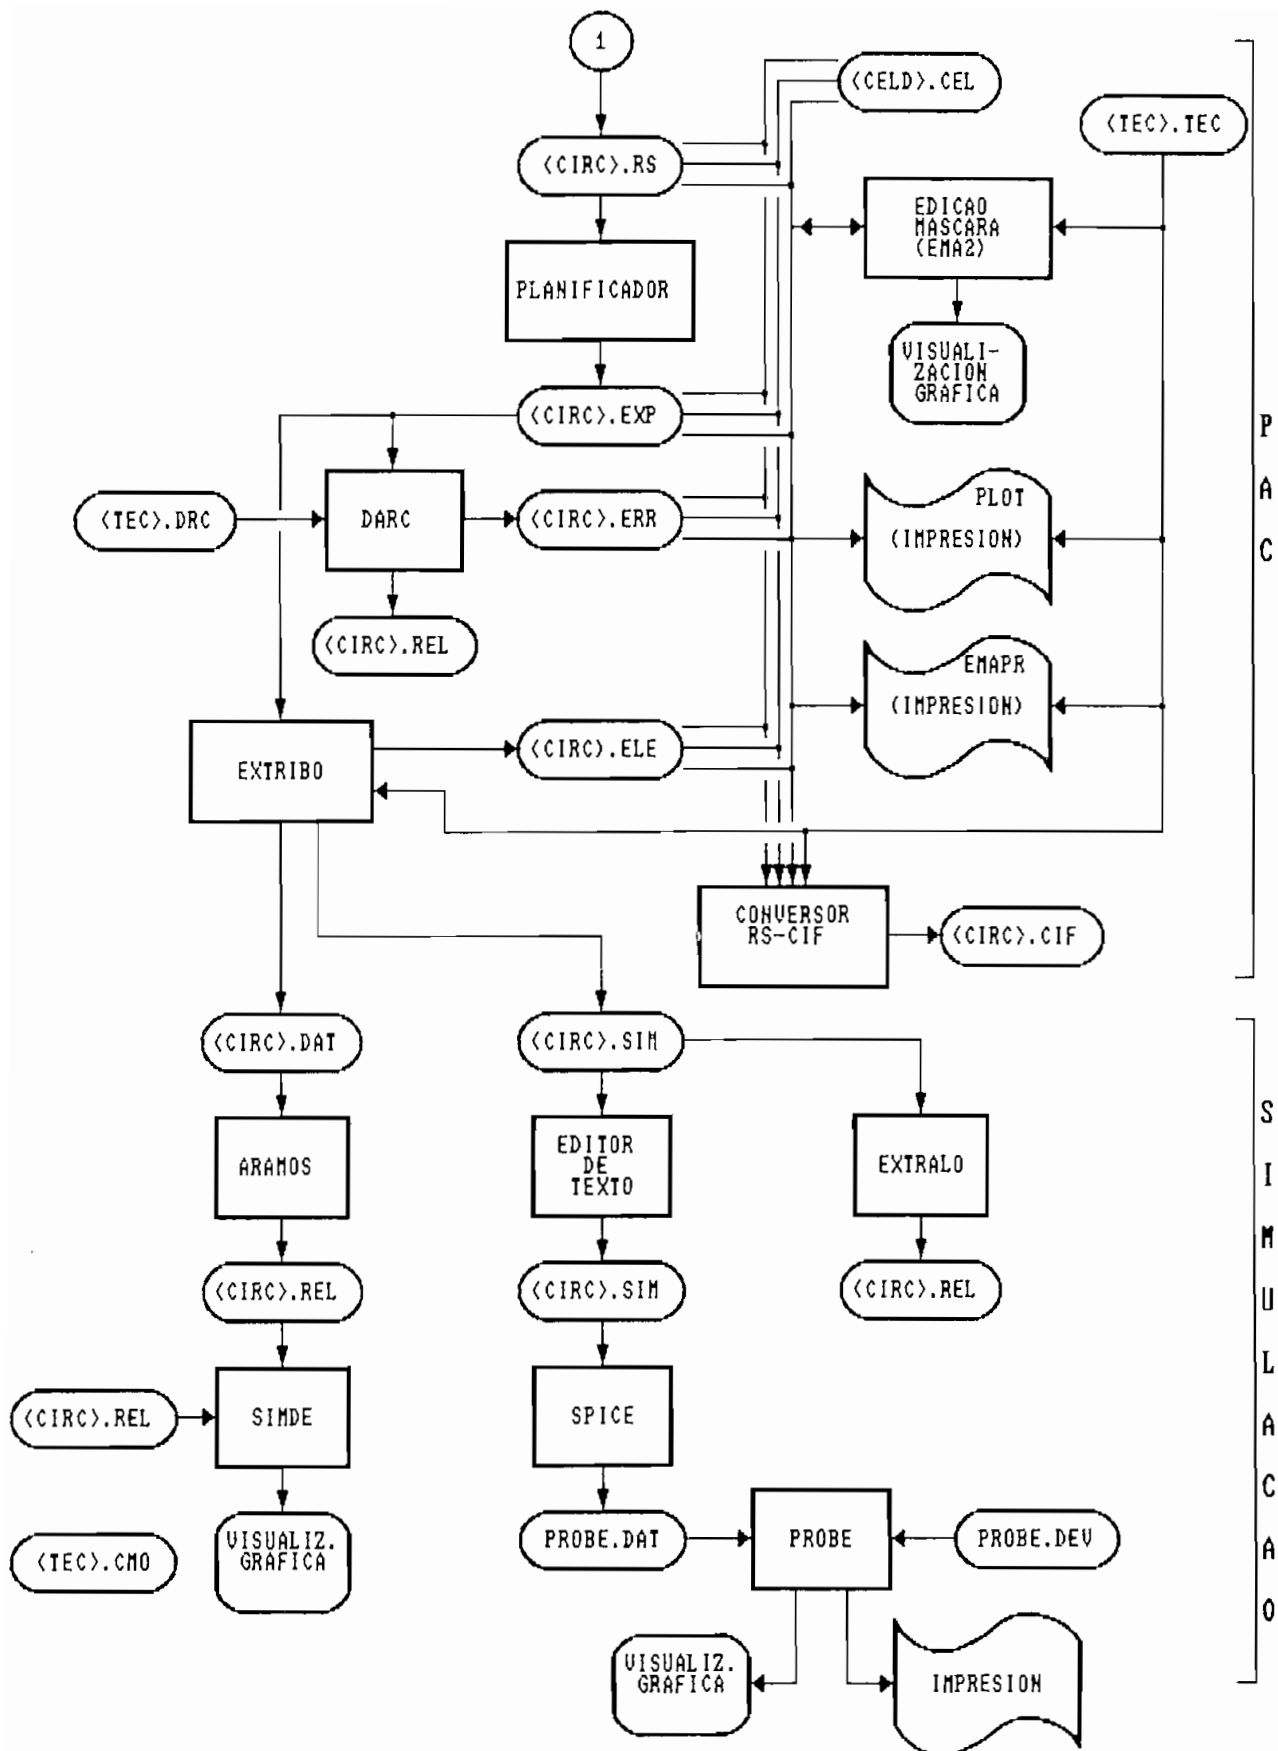 1
<CELD>.CEL
<TEC>.TEC
<CIRC>.RS
EDICAO
MASCARA
(EMA2)
PLANIFICADOR
VISUALI-
ZACION
GRAFICA
<CIRC>.EXP
PLOT
(IMPRESION)
<TEC>.DRC
DARC
<CIRC>.ERR
<CIRC>.REL
EMAPR
(IMPRESION)
EXTRIBO
<CIRC>.ELE
CONVERSOR
RS-CIF
<CIRC>.CIF
PAC
<CIRC>.DAT
<CIRC>.SIM
ARAMOS
EDITOR
DE
TEXTO
EXTRALO
<CIRC>.REL
<CIRC>.SIM
<CIRC>.REL
<CIRC>.REL
SIMDE
SPICE
<TEC>.CMO
VISUALIZ.
GRAFICA
PROBE.DAT
PROBE
PROBE.DEV
VISUALIZ.
GRAFICA
IMPRESION
SIMULACAO